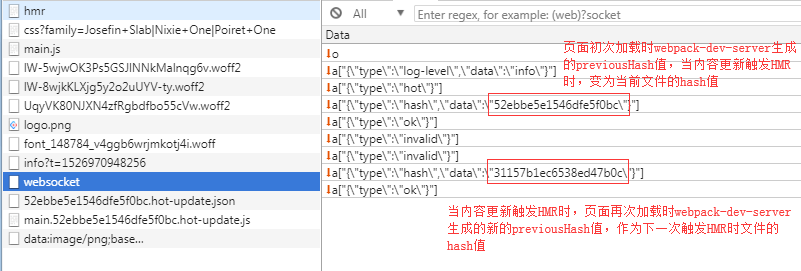 hmr
css?family=Josefin+Slab|Nixie+One|Poiret+One
main.js
IW-5wjwOK3Ps5GSJlNNkMalnqg6v.woff2
IW-8wjkKLXjg5y2o2uUYV-ty.woff2
UqyVK80NJXN4zfRgbdfbo55cVw.woff2
logo.png
font_148784_v4ggb6wrjmkotj4i.woff
info?t=1526970948256
websocket
52ebbe5e1546dfe5f0bc.hot-update.json
main.52ebbe5e1546dfe5f0bc.hot-update.js
data:image/png;base...
All
Enter regex, for example: (web)?socket
Data
o
a["{\"type\":\"log-level\",\"data\":\"info\"}"]
a["{\"type\":\"hot\"}"]
a["{\"type\":\"hash\",\"data\":\"52ebbe5e1546dfe5f0bc\"}"]
a["{\"type\":\"ok\"}"]
a["{\"type\":\"invalid\"}"]
a["{\"type\":\"invalid\"}"]
a["{\"type\":\"hash\",\"data\":\"31157b1ec6538ed47b0c\"}"]
a["{\"type\":\"ok\"}"]
页面初次加载时webpack-dev-server生成
的previousHash值，当内容更新触发HMR
时，变为当前文件的hash值
当内容更新触发HMR时，页面再次加载时webpack-dev-server
生成的新的previousHash值，作为下一次触发HMR时文件的
hash值